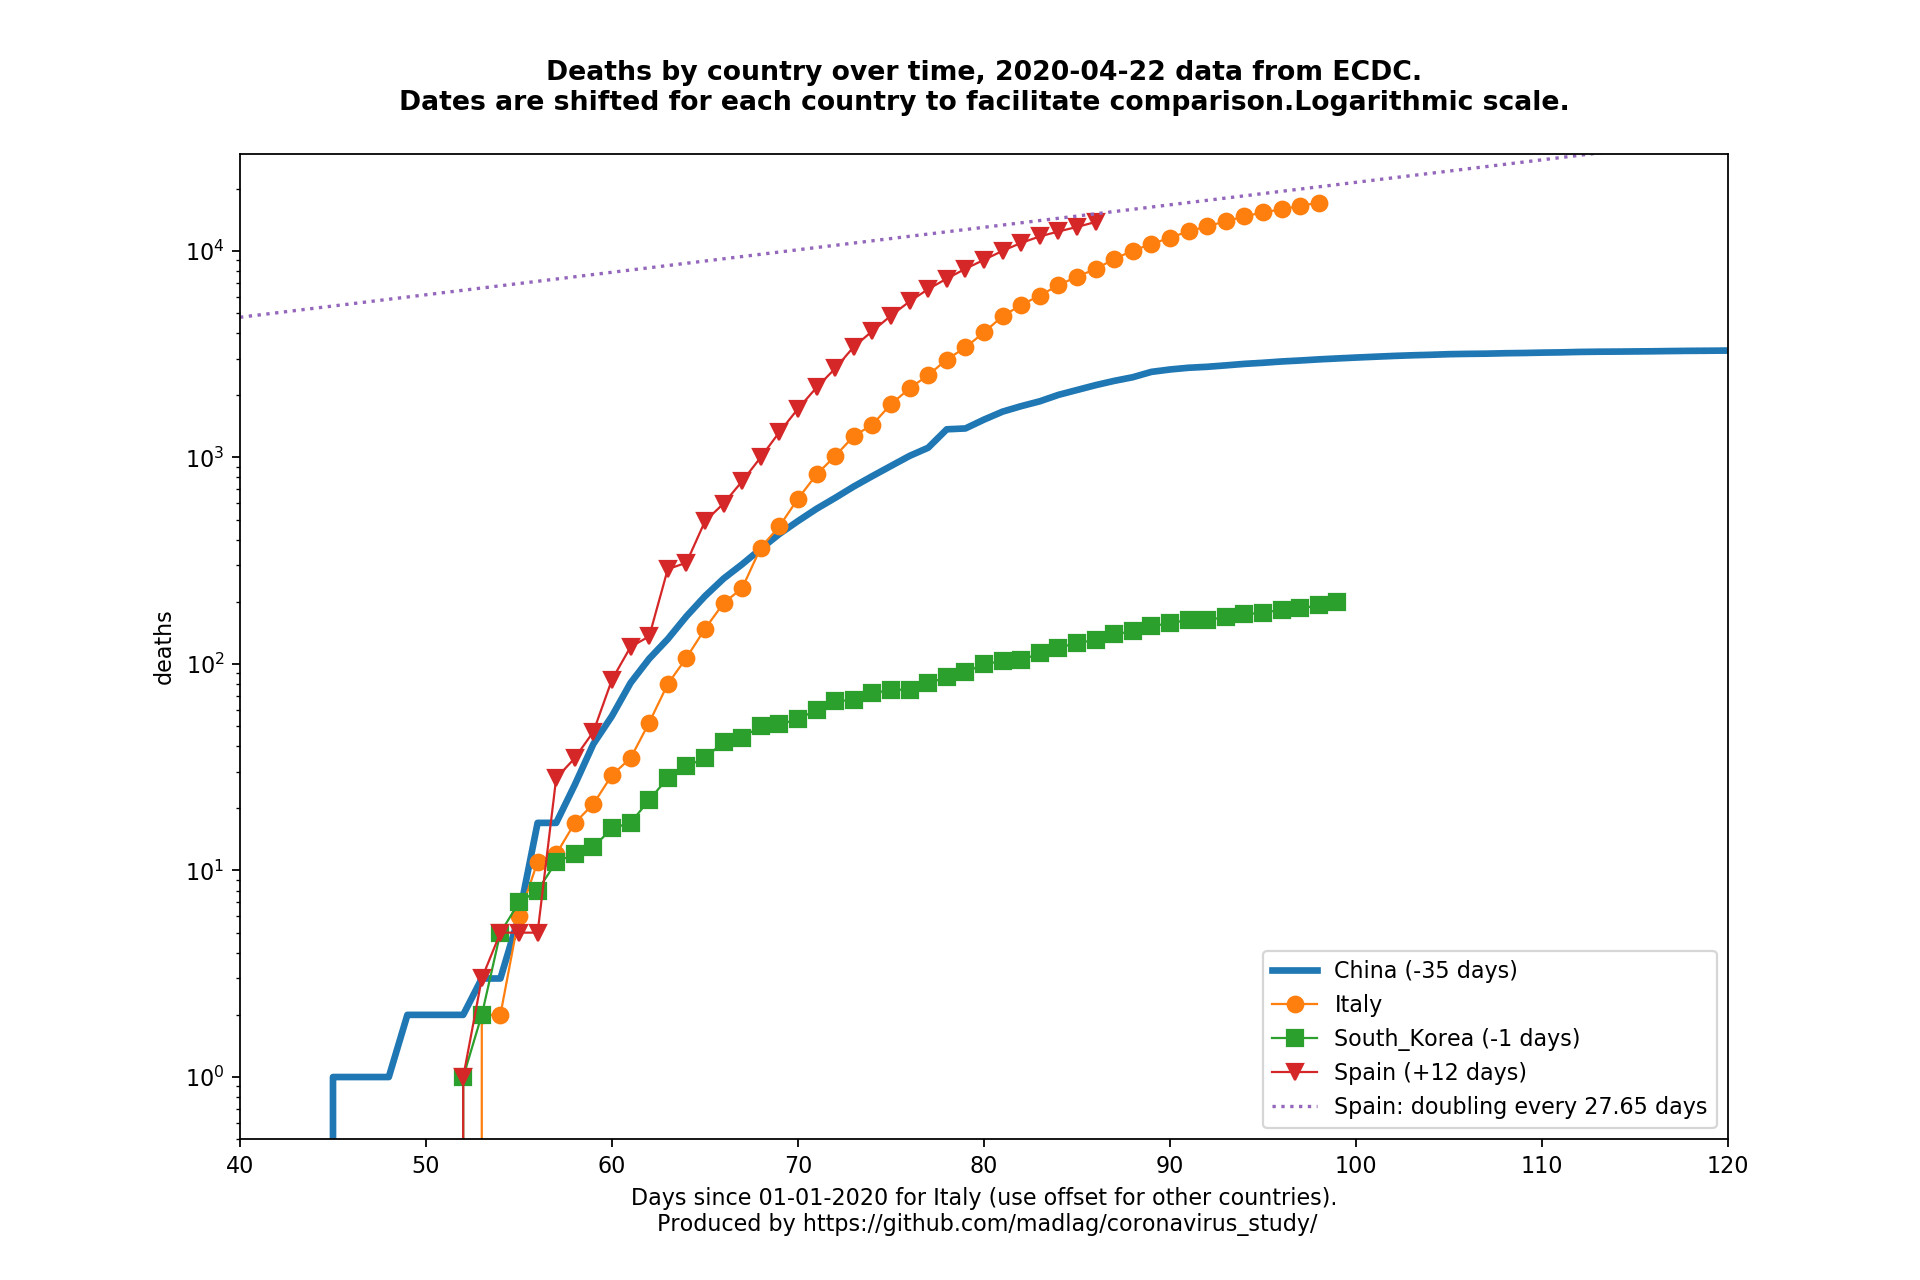 Deaths by country over time, 2020-04-22 data from ECDC.
Dates are shifted for each country to facilitate comparison.Logarithmic scale.
10^4
10^3
10^2
10^1
10^0
deaths
China (-35 days)
Italy
South_Korea (-1 days)
Spain (+12 days)
Spain: doubling every 27.65 days
40 50 60 70 80 90 100 110 120
Days since 01-01-2020 for Italy (use offset for other countries).
Produced by https://github.com/madlag/coronavirus_study/